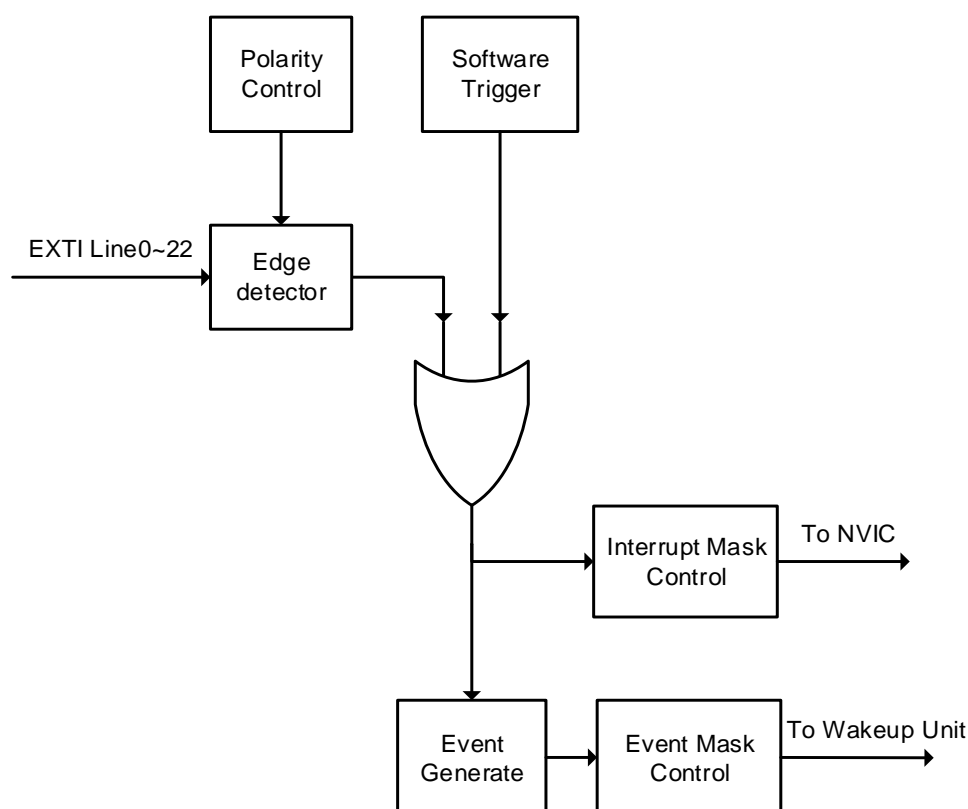 Polarity
Control
Software
Trigger
EXTI Line0~22
Edge
detector
Interrupt Mask
Control
To NVIC
Event
Generate
Event Mask
Control
To Wakeup Unit